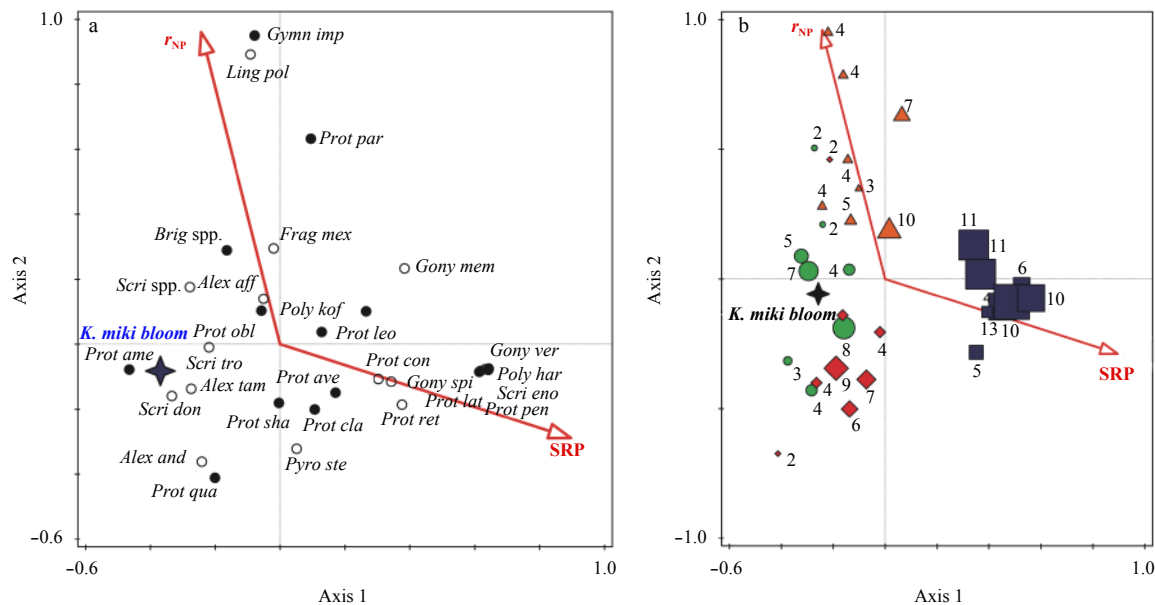 1.0
a
r NP
Gymn imp
Ling pol
Prot par
Brig spp.
Frag mex
Scri spp.
Alex aff
Gony mem
Poly kof
K. miki bloom
Prot obl
Prot leo
Prot ame
Scri tro
Prot con
Gony ver
Alex tam
Prot ave
Gony spi
Poly har
Scri don
Prot lat
Scri eno
Prot sha
Prot cla
Prot ret
Prot pen
Alex and
Pyro ste
SRP
Prot qua
Axis 2
−0.6
−0.6
1.0
Axis 1
1.0
b
r NP
4
4
7
2
2
4
3
4
5
2
10
11
11
5
7
4
6
4
10
K. miki bloom
13
10
8
4
5
SRP
3
4
9
7
6
2
Axis 2
−1.0
−0.6
1.0
Axis 1